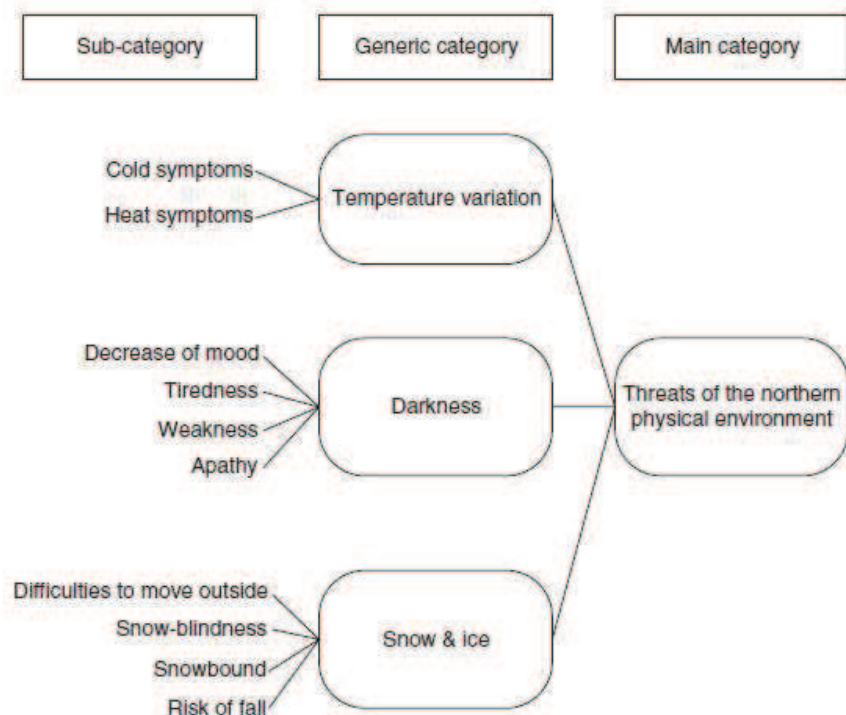 Sub-category
Generic category
Main category
Cold symptoms
Heat symptoms
Temperature variation
Decrease of mood
Tiredness
Weakness
Apathy
Darkness
Threats of the northern
physical environment
Difficulties to move outside
Snow-blindness
Snowbound
Risk of fall
Snow & ice